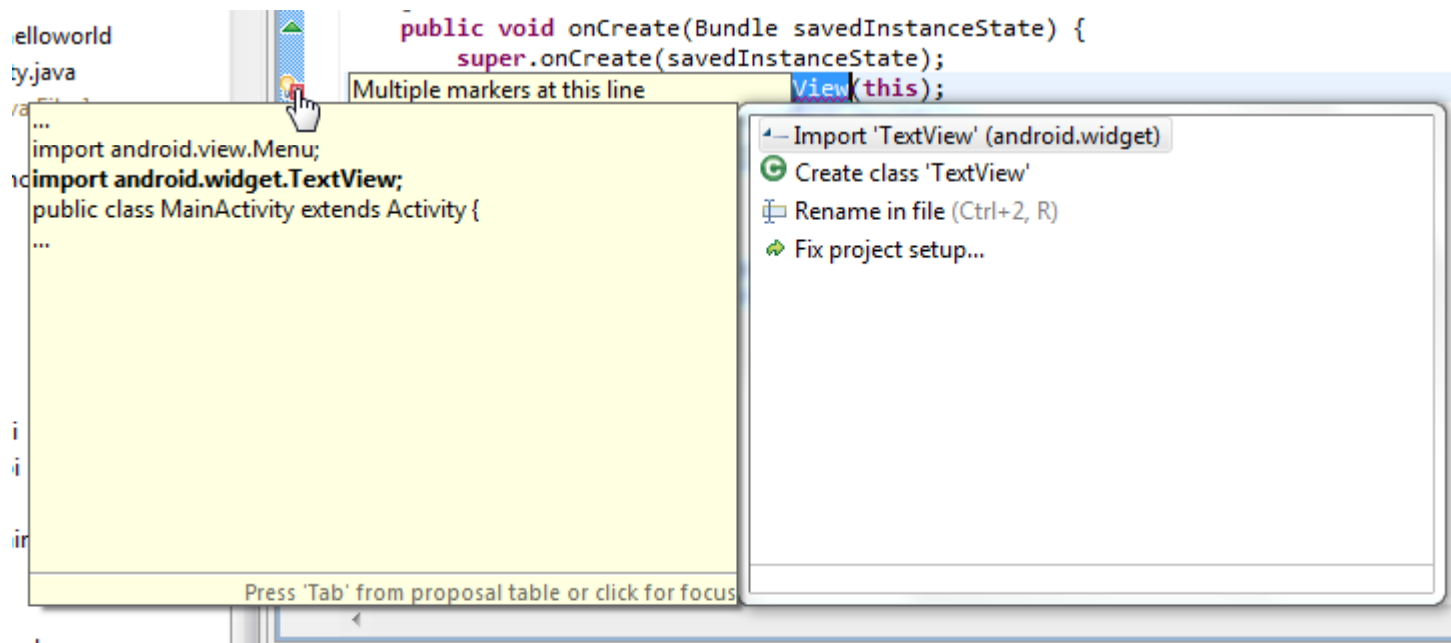 public void onCreate(Bundle savedInstanceState) {
elloworld
super.onCreate(savedInstanceState);
ty.java
Multiple markers at this line
View(this);
...
import android.view.Menu;
import android.widget.TextView;
public class MainActivity extends Activity {
...
Press 'Tab' from proposal table or click for focus
Import 'TextView' (android.widget)
Create class 'TextView'
Rename in file (Ctrl+2, R)
Fix project setup...